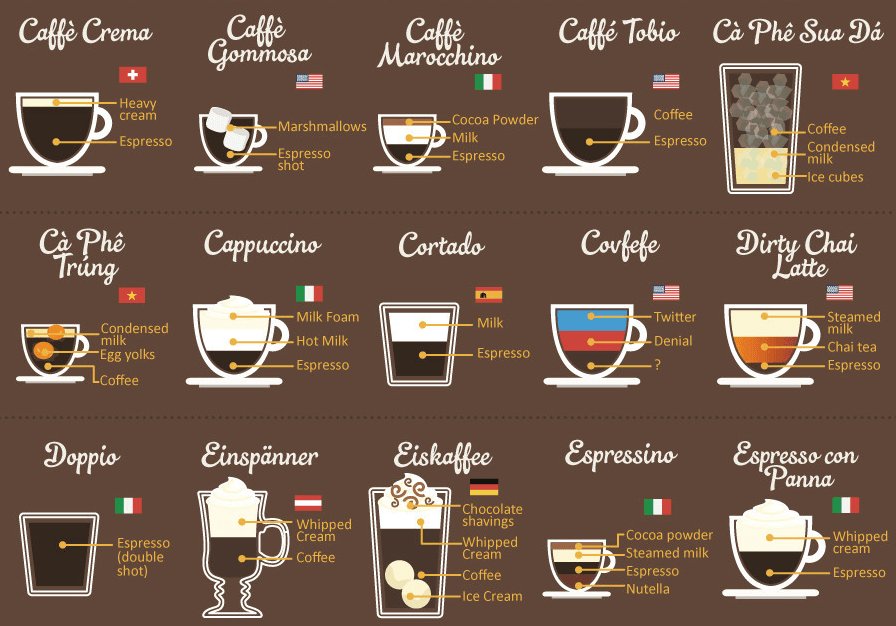 Caffè Crema
Heavy
cream
Espresso
Caffè
Gommosa
Marshmallows
Espresso
shot
Caffè
Marocchino
Cocoa Powder
Milk
Espresso
Caffé Tobio
Coffee
Espresso
Cà Phê Sua Dá
Coffee
Condensed
milk
Ice cubes
Cà Phê
Trúng
Condensed
milk
Egg yolks
Coffee
Cappuccino
Milk Foam
Hot Milk
Espresso
Cortado
Milk
Espresso
Covfefe
Twitter
Denial
?
Dirty Chai
Latte
Steamed
milk
Chai tea
Espresso
Doppio
Espresso
(double
shot)
Einspänner
Whipped
Cream
Coffee
Eiskaffee
Chocolate
shavings
Whipped
Cream
Coffee
Ice Cream
Espressino
Cocoa powder
Steamed milk
Espresso
Nutella
Espresso con
Panna
Whipped
cream
Espresso